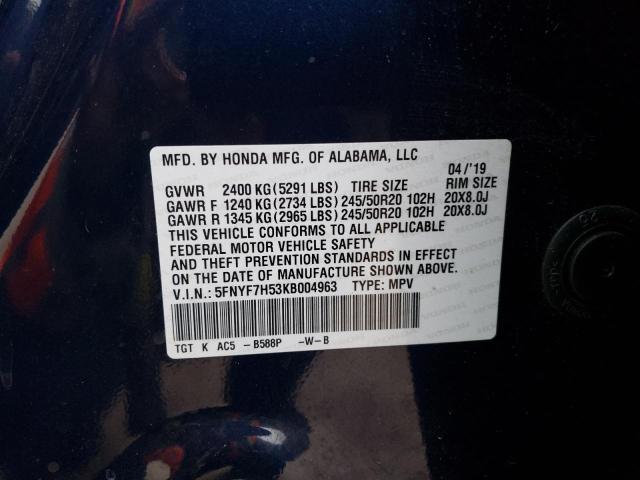 MFD. BY HONDA MFG. OF ALABAMA, LLC 04/'19
GVWR 2400 KG (5291 LBS) TIRE SIZE RIM SIZE
GAWR F 1240 KG (2734 LBS) 245/50R20 102H 20X8.0J
GAWR R 1345 KG (2965 LBS) 245/50R20 102H 20X8.0J
THIS VEHICLE CONFORMS TO ALL APPLICABLE
FEDERAL MOTOR VEHICLE SAFETY
AND THEFT PREVENTION STANDARDS IN EFFECT
ON THE DATE OF MANUFACTURE SHOWN ABOVE.
V.I.N.: 5FNYF7H53KB004963 TYPE: MPV
TGT K AC5 -B588P -W-B
25